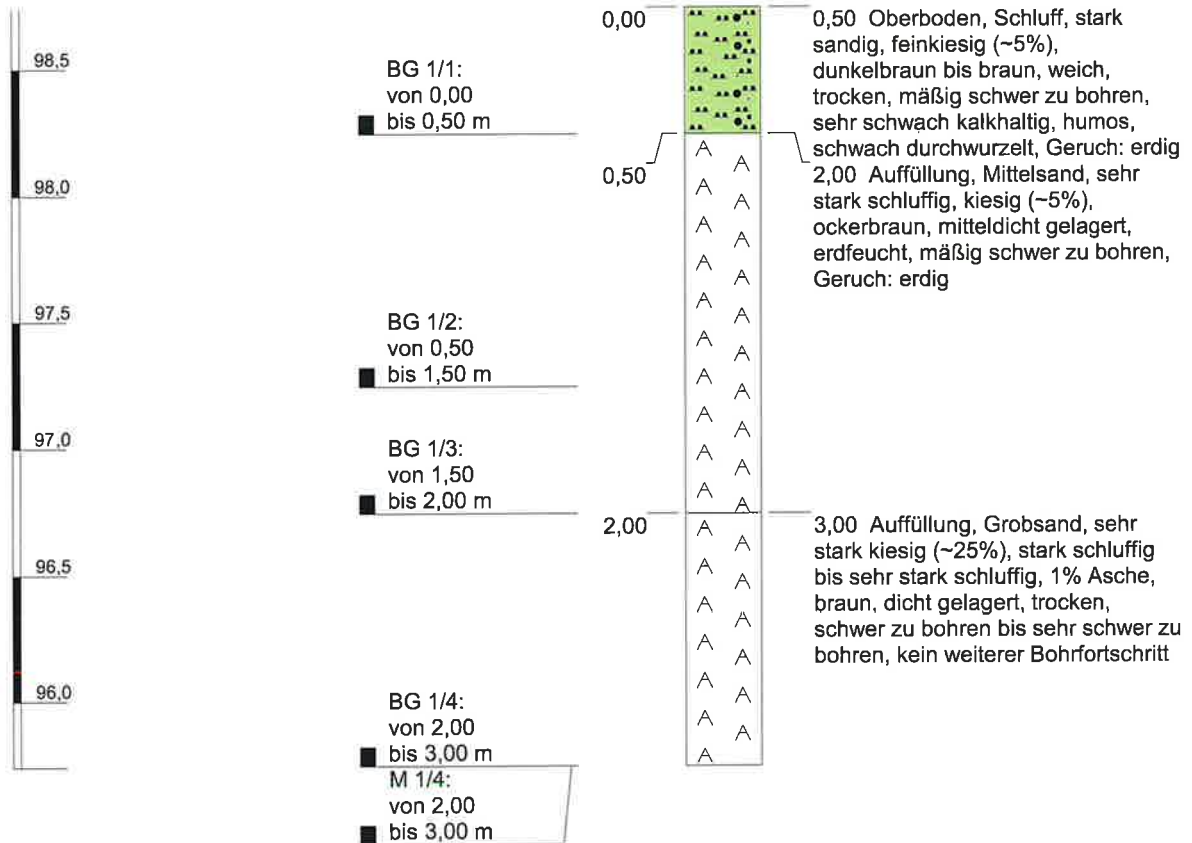 98,5
98,0
97,5
97,0
96,5
96,0
BG 1/1:
von 0,00
bis 0,50 m
BG 1/2:
von 0,50
bis 1,50 m
BG 1/3:
von 1,50
bis 2,00 m
BG 1/4:
von 2,00
bis 3,00 m
M 1/4:
von 2,00
bis 3,00 m
0,00
0,50
2,00
0,50 Oberboden, Schluff, stark
sandig, feinkiesig (~5%),
dunkelbraun bis braun, weich,
trocken, mäßig schwer zu bohren,
sehr schwach kalkhaltig, humos,
schwach durchwurzelt, Geruch: erdig
2,00 Auffüllung, Mittelsand, sehr
stark schluffig, kiesig (~5%),
ockerbraun, mitteldicht gelagert,
erdfeucht, mäßig schwer zu bohren,
Geruch: erdig
3,00 Auffüllung, Grobsand, sehr
stark kiesig (~25%), stark schluffig
bis sehr stark schluffig, 1% Asche,
braun, dicht gelagert, trocken,
schwer zu bohren bis sehr schwer zu
bohren, kein weiterer Bohrfortschritt